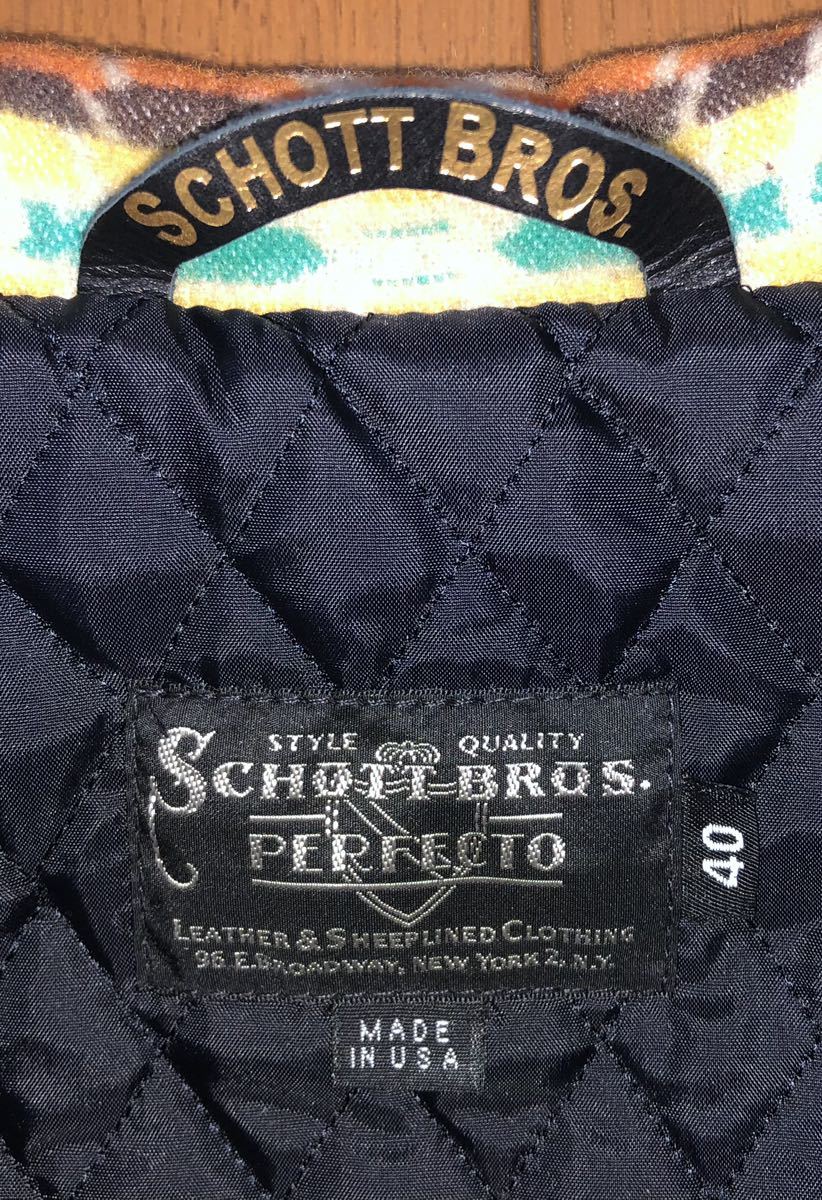 SCHOTT BROS.
STYLE QUALITY
SCHOTT BROS.
PERFECTO
LEATHER & SHEEPLINED CLOTHING
96 E. BROADWAY, NEW YORK 2, N.Y.
40
MADE
IN USA